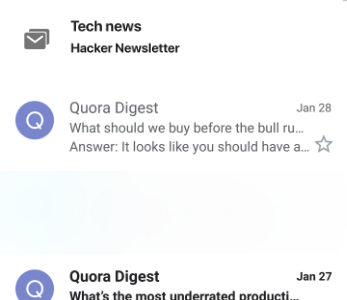 Tech news
Hacker Newsletter
Q
Quora Digest
Jan 28
What should we buy before the bull ru...
Answer: It looks like you should have a...
Q
Quora Digest
Jan 27
What's the most underrated producti...